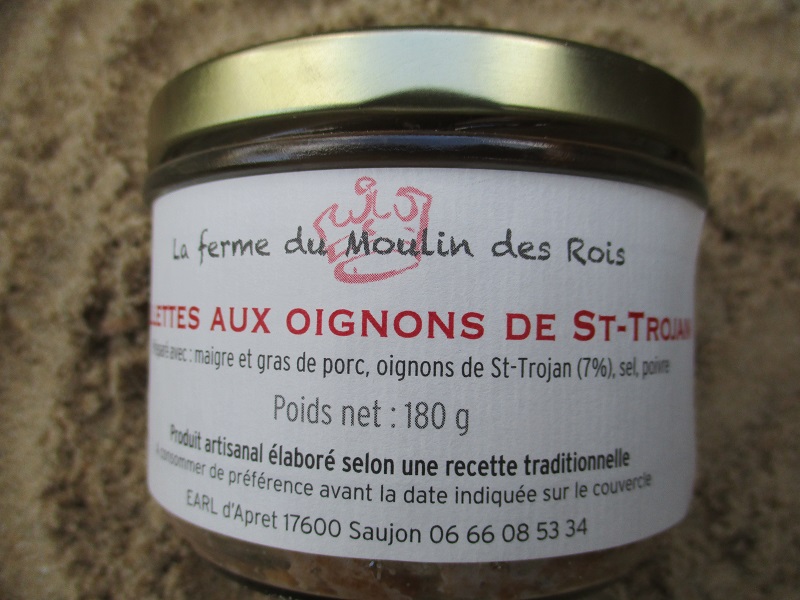 La ferme du Moulin des Rois
LETTES AUX OIGNONS DE ST-TROJAN
avec : maigre et gras de porc, oignons de St-Trojan (7%), sel, poivre
Poids net : 180 g
Produit artisanal élaboré selon une recette traditionnelle
A consommer de préférence avant la date indiquée sur le couvercle
EARL d'Apret 17600 Saujon 06 66 08 53 34